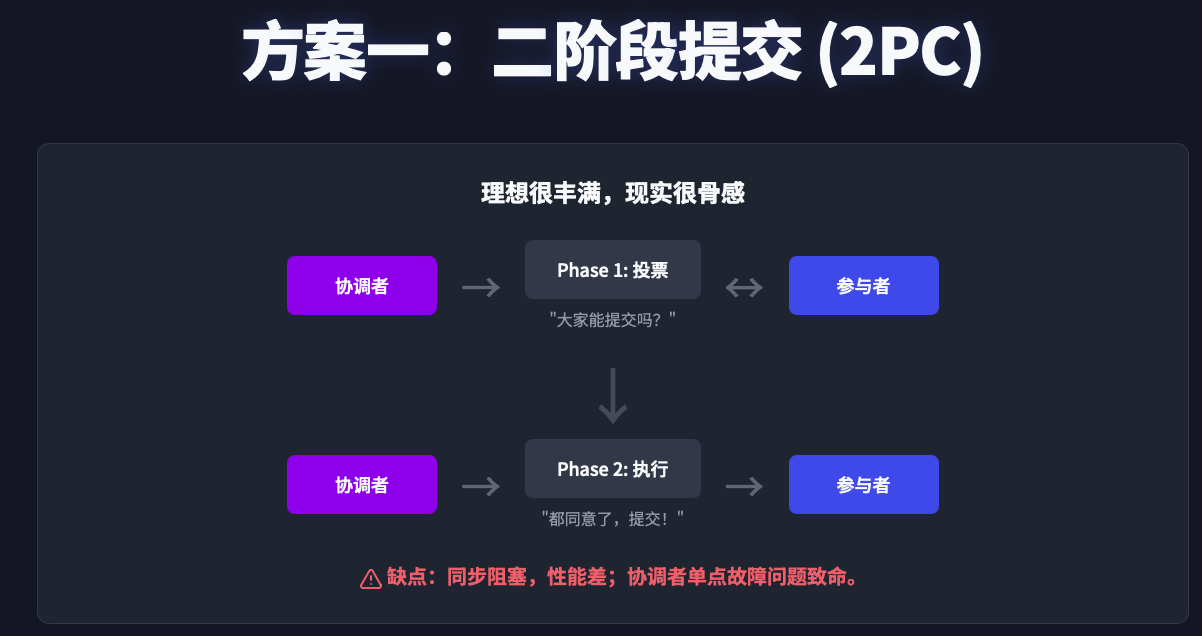 方案一：二阶段提交 (2PC)
理想很丰满，现实很骨感
协调者
Phase 1: 投票
参与者
"大家能提交吗？"
协调者
Phase 2: 执行
参与者
"都同意了，提交！"
缺点：同步阻塞，性能差；协调者单点故障问题致命。